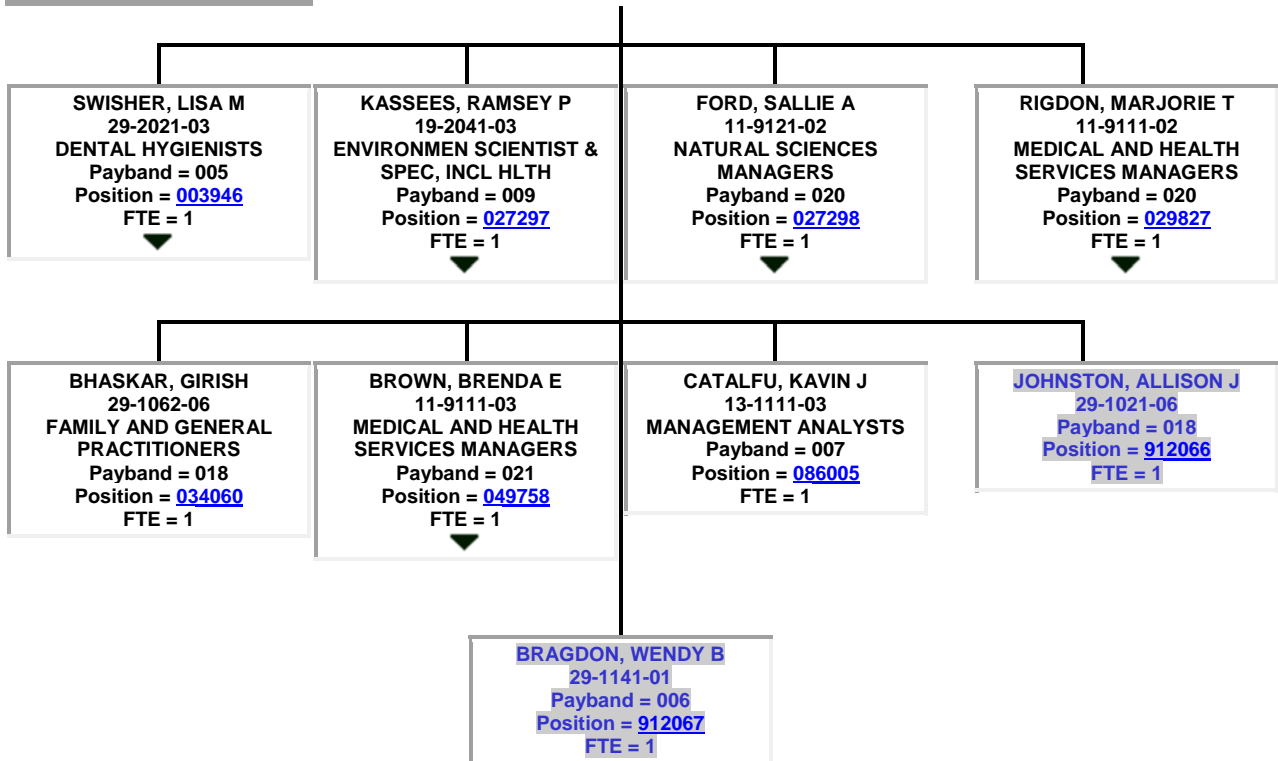 SWISHER, LISA M
29-2021-03
DENTAL HYGIENISTS
Payband = 005
Position = 003946
FTE = 1
KASSEES, RAMSEY P
19-2041-03
ENVIRONMEN SCIENTIST &
SPEC, INCL HLTH
Payband = 009
Position = 027297
FTE = 1
FORD, SALLIE A
11-9121-02
NATURAL SCIENCES
MANAGERS
Payband = 020
Position = 027298
FTE = 1
RIGDON, MARJORIE T
11-9111-02
MEDICAL AND HEALTH
SERVICES MANAGERS
Payband = 020
Position = 029827
FTE = 1
BHASKAR, GIRISH
29-1062-06
FAMILY AND GENERAL
PRACTITIONERS
Payband = 018
Position = 034060
FTE = 1
BROWN, BRENDA E
11-9111-03
MEDICAL AND HEALTH
SERVICES MANAGERS
Payband = 021
Position = 049758
FTE = 1
CATALFU, KAVIN J
13-1111-03
MANAGEMENT ANALYSTS
Payband = 007
Position = 086005
FTE = 1
JOHNSTON, ALLISON J
29-1021-06
Payband = 018
Position = 912066
FTE = 1
BRAGDON, WENDY B
29-1141-01
Payband = 006
Position = 912067
FTE = 1